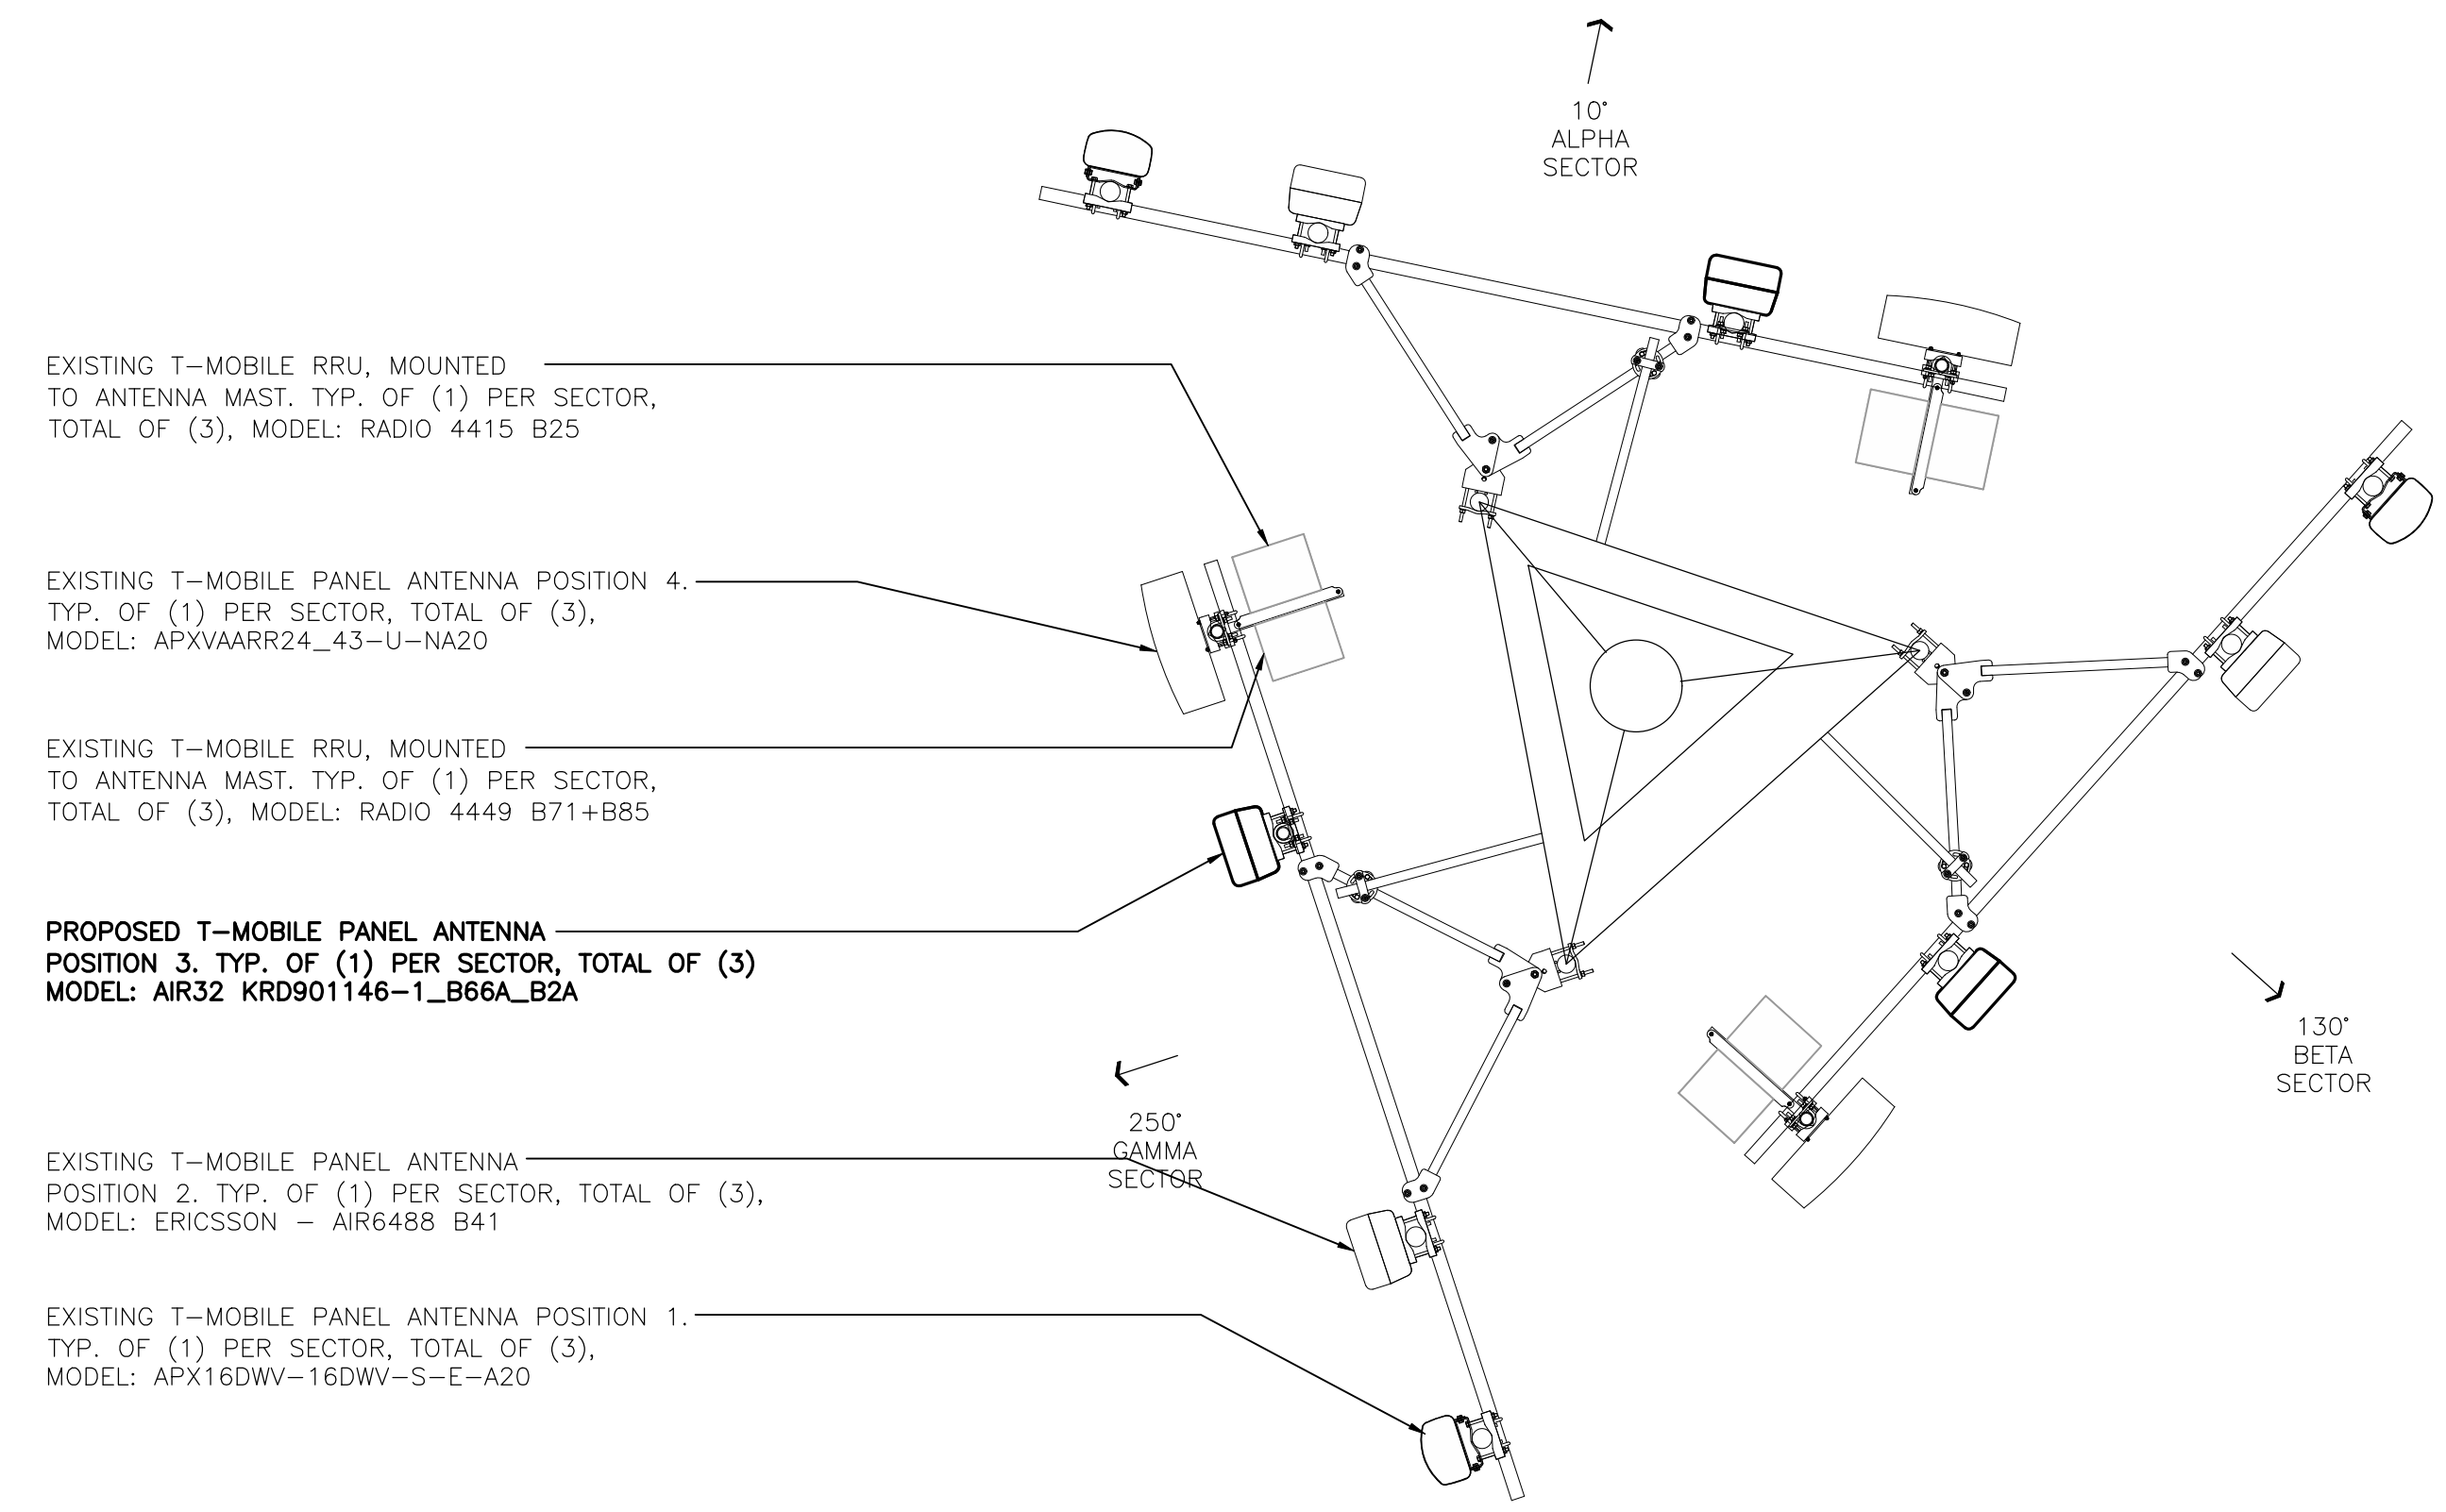 10°
ALPHA
SECTOR
EXISTING T-MOBILE RRU, MOUNTED
TO ANTENNA MAST. TYP. OF (1) PER SECTOR,
TOTAL OF (3), MODEL: RADIO 4415 B25
EXISTING T-MOBILE PANEL ANTENNA POSITION 4.
TYP. OF (1) PER SECTOR, TOTAL OF (3),
MODEL: APXVAARR24_43-U-NA20
EXISTING T-MOBILE RRU, MOUNTED
TO ANTENNA MAST. TYP. OF (1) PER SECTOR,
TOTAL OF (3), MODEL: RADIO 4449 B71+B85
PROPOSED T-MOBILE PANEL ANTENNA
POSITION 3. TYP. OF (1) PER SECTOR, TOTAL OF (3)
MODEL: AIR32 KRD901146-1_B66A_B2A
130°
BETA
SECTOR
250°
GAMMA
SECTOR
EXISTING T-MOBILE PANEL ANTENNA
POSITION 2. TYP. OF (1) PER SECTOR, TOTAL OF (3),
MODEL: ERICSSON - AIR6488 B41
EXISTING T-MOBILE PANEL ANTENNA POSITION 1.
TYP. OF (1) PER SECTOR, TOTAL OF (3),
MODEL: APX16DWV-16DWV-S-E-A20